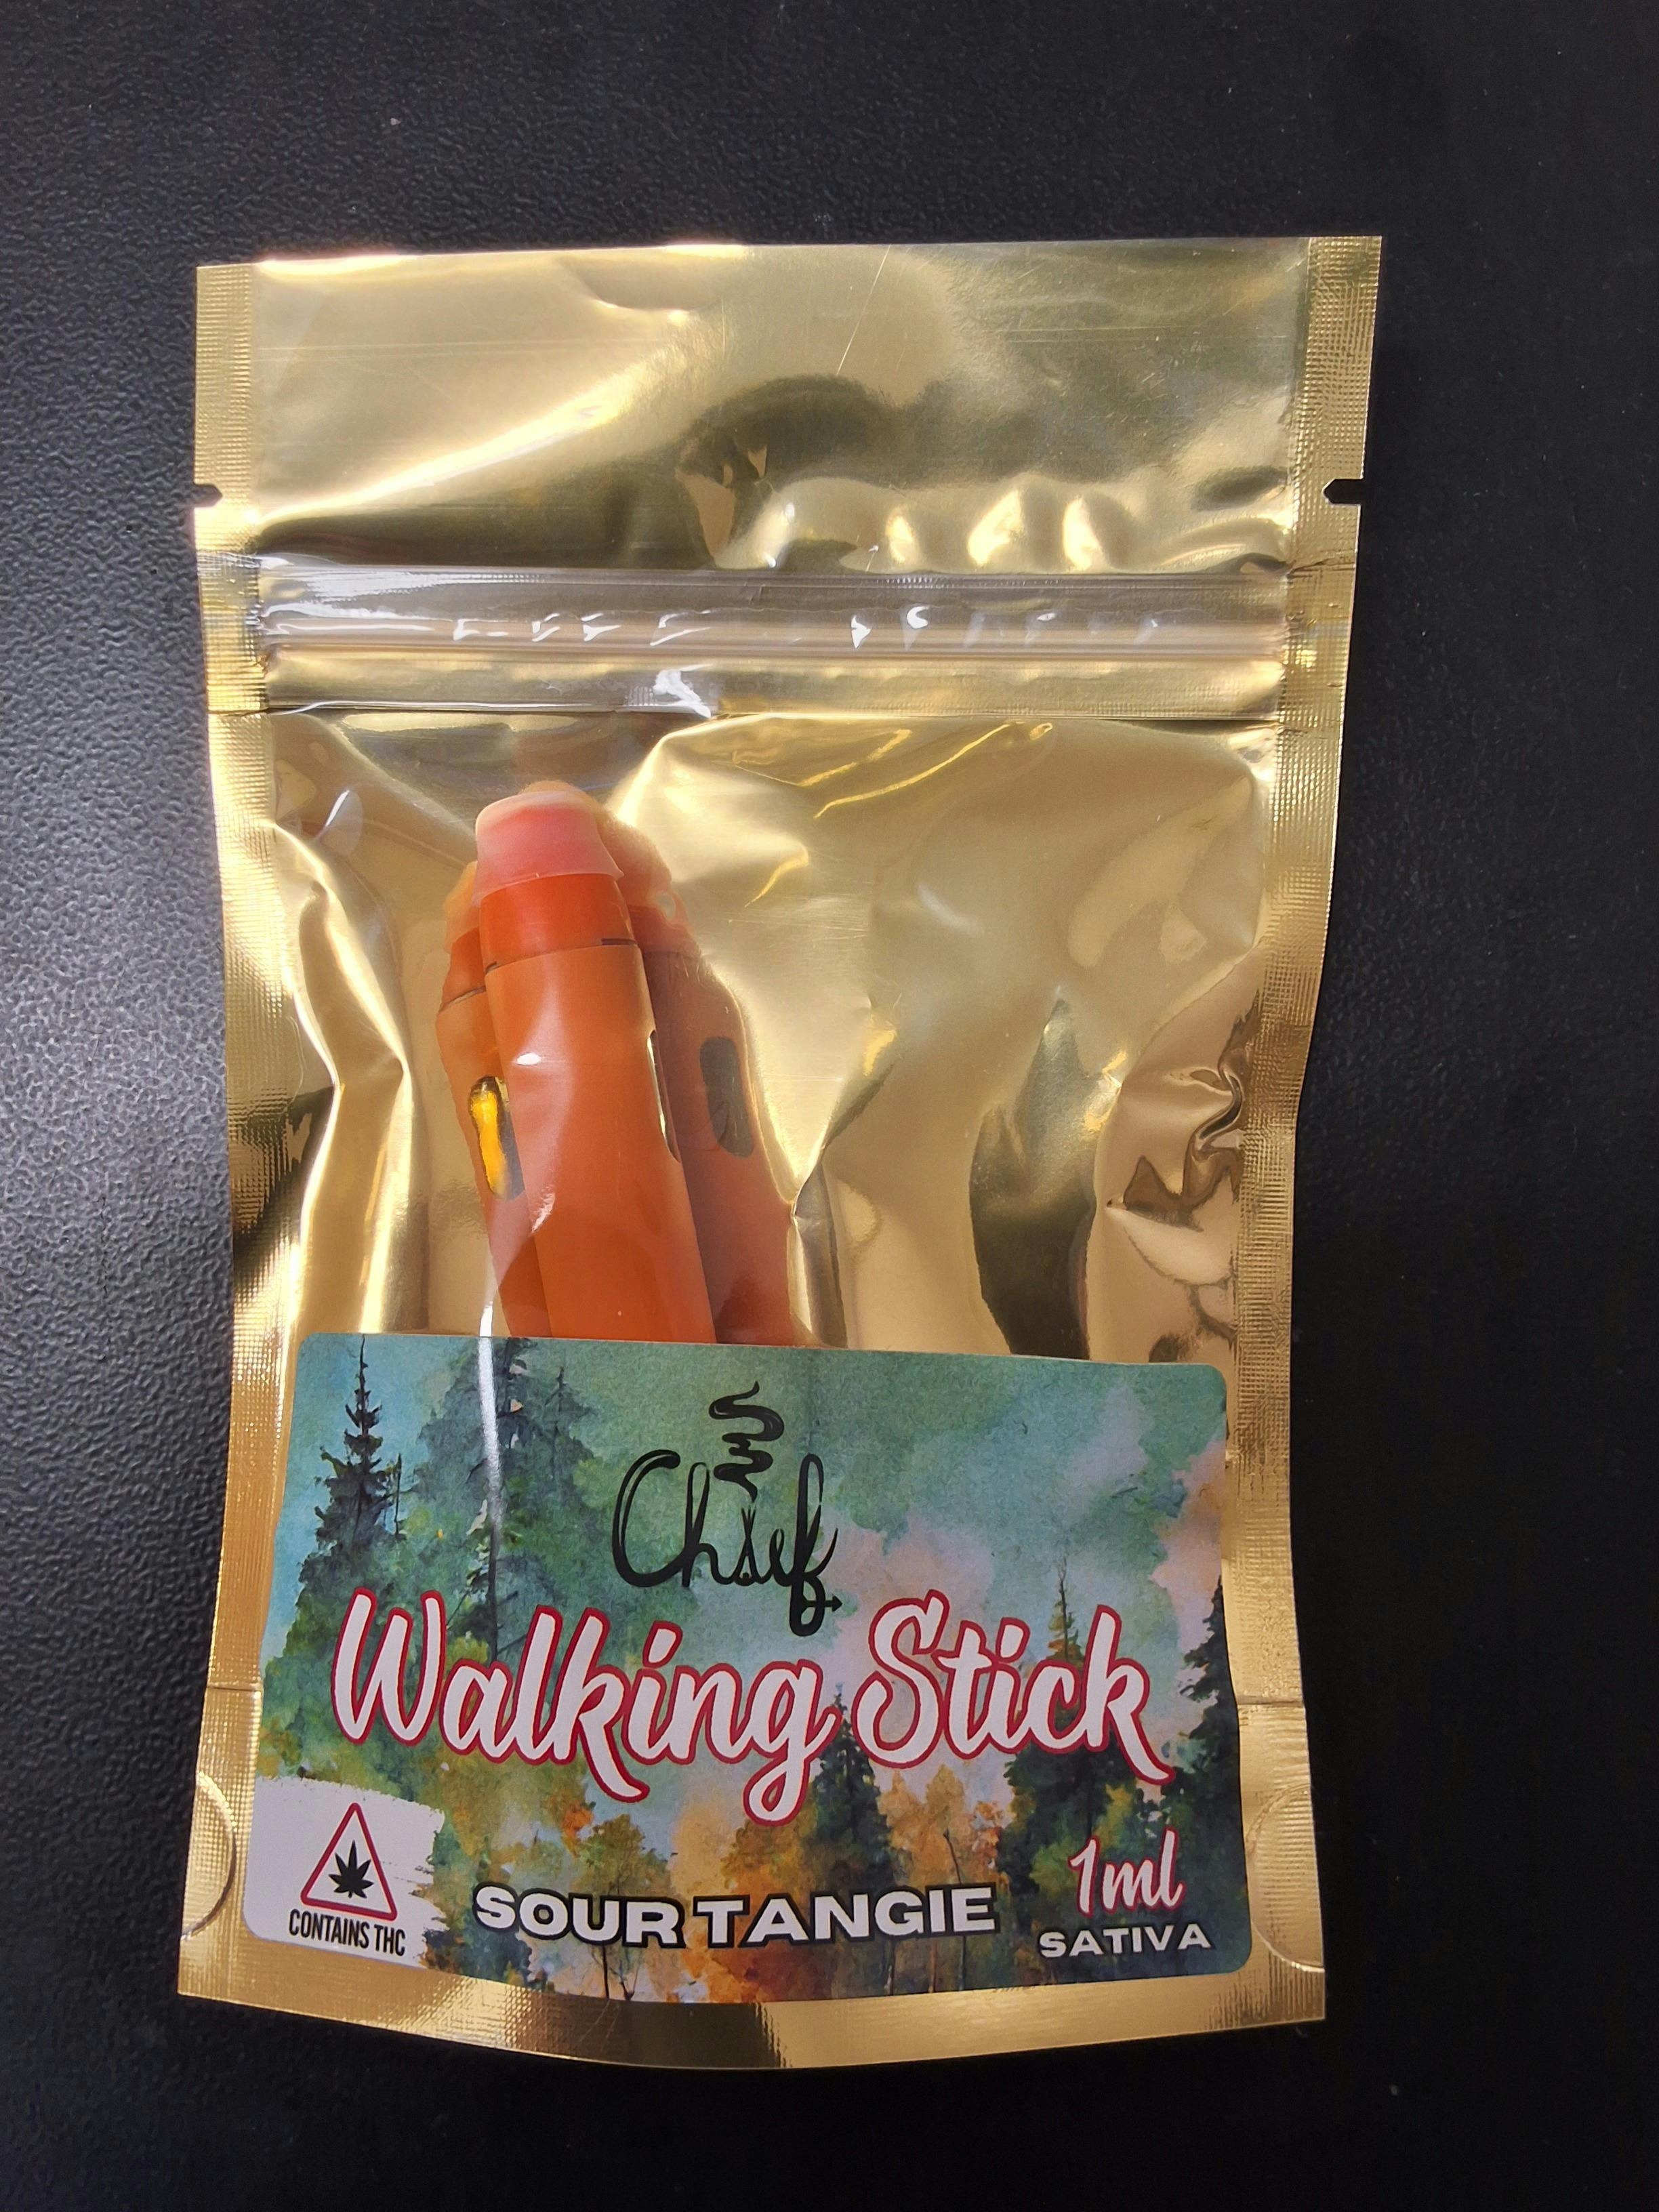 Chief
Walking Stick
1ml
SATIVA
SOUR TANGIE
CONTAINS THC